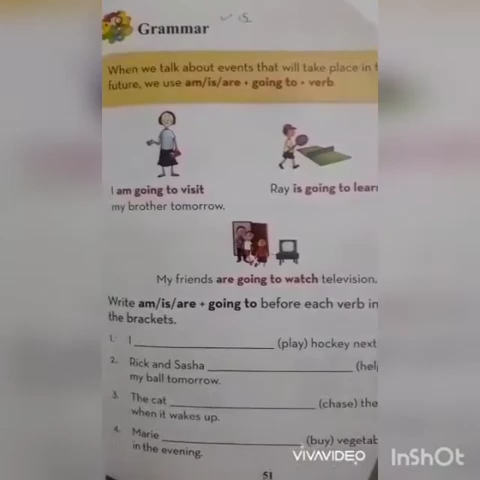 Grammar
When we talk about events that will take place in
future, we use am/is/are + going to + verb
I am going to visit
my brother tomorrow.
Ray is going to lear
My friends are going to watch television.
Write am/is/are + going to before each verb in
the brackets.
1. I ____________ (play) hockey next
2. Rick and Sasha ____________ (hel
my ball tomorrow.
3. The cat ____________ (chase) the
when it wakes up.
4. Marie ____________ (buy) vegetab
in the evening.
51
VIVAVIDEO
InShOt